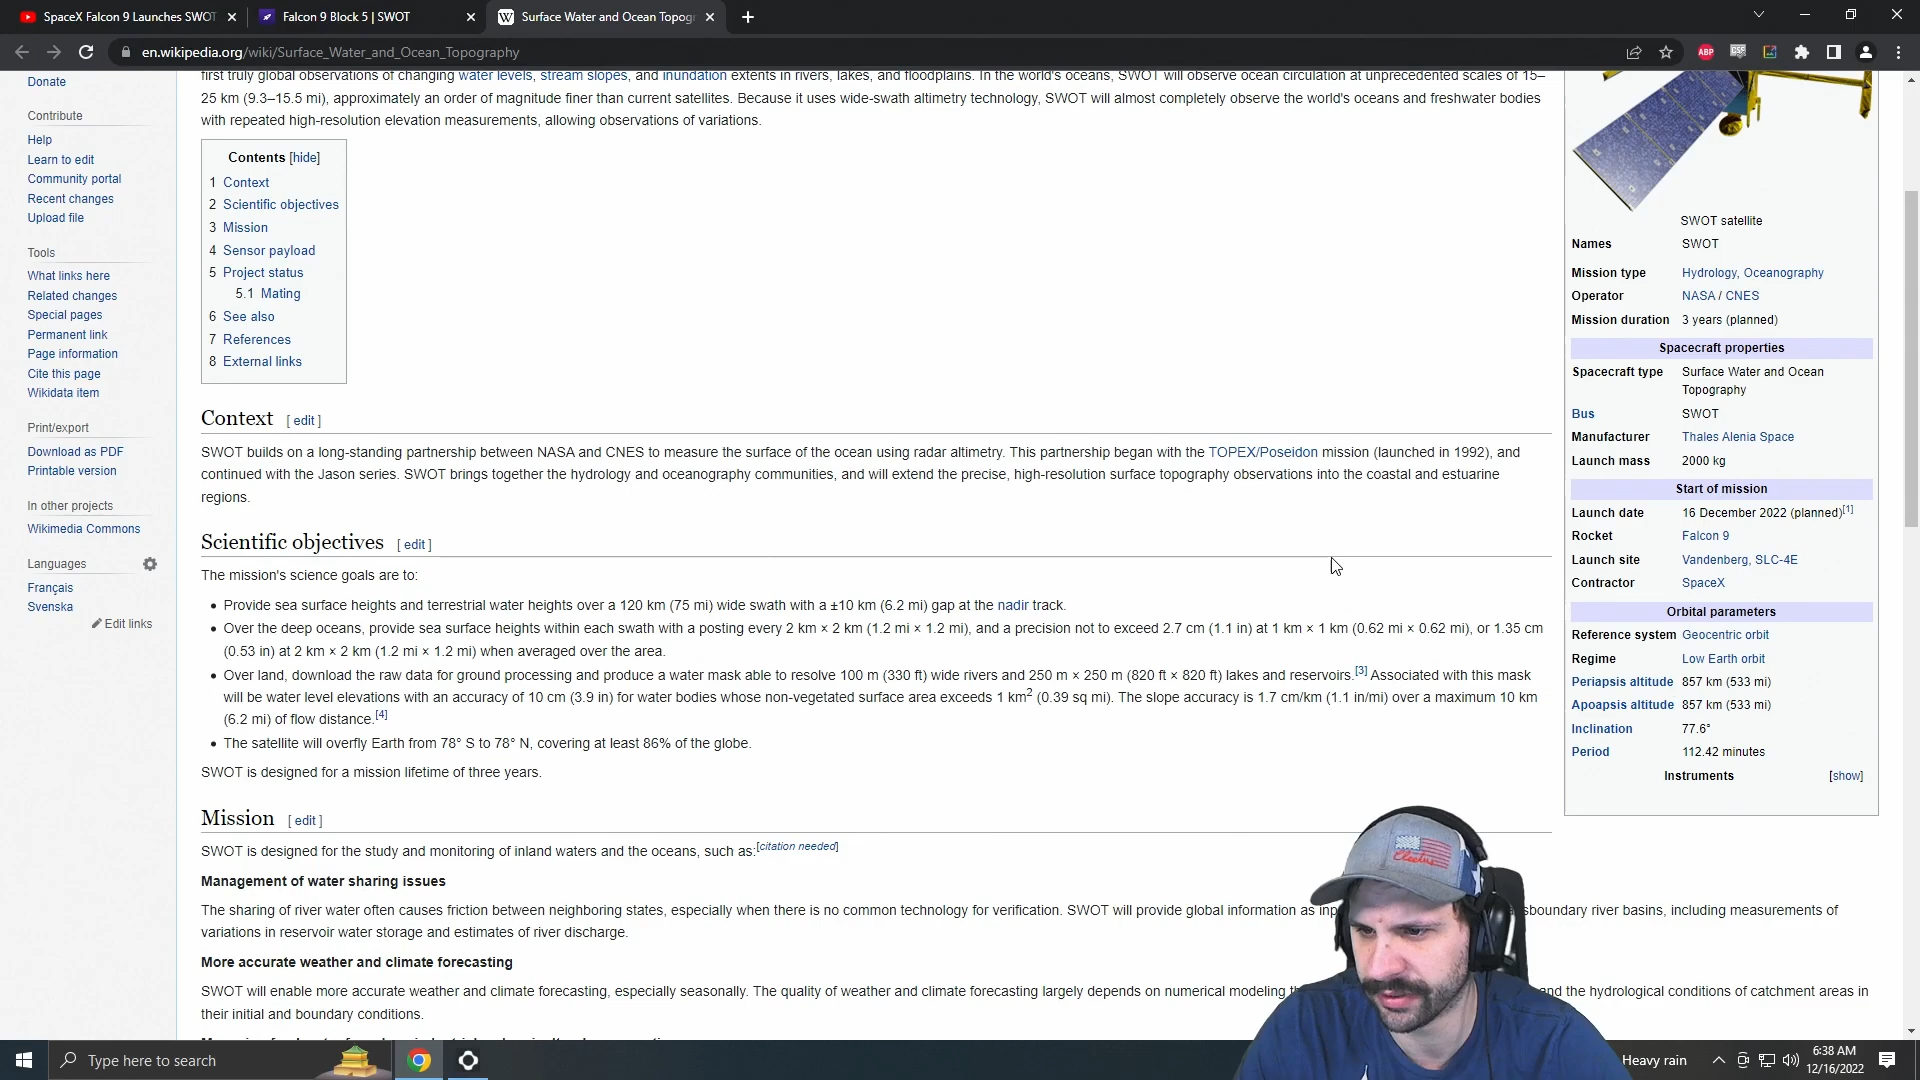 SpaceX Falcon 9 Launches SWOT
Falcon 9 Block 5 | SWOT
Surface Water and Ocean Topog
en.wikipedia.org/wiki/Surface_Water_and_Ocean_Topography
ABP
Donate
Contribute
Help
Learn to edit
Community portal
Recent changes
Upload file
Tools
What links here
Related changes
Special pages
Permanent link
Page information
Cite this page
Wikidata item
Print/export
Download as PDF
Printable version
In other projects
Wikimedia Commons
Languages
Français
Svenska
Edit links
first truly global observations of changing water levels, stream slopes, and inundation extents in rivers, lakes, and floodplains. In the world's oceans, SWOT will observe ocean circulation at unprecedented scales of 15–
25 km (9.3–15.5 mi), approximately an order of magnitude finer than current satellites. Because it uses wide-swath altimetry technology, SWOT will almost completely observe the world's oceans and freshwater bodies
with repeated high-resolution elevation measurements, allowing observations of variations.
Contents [hide]
1 Context
2 Scientific objectives
3 Mission
4 Sensor payload
5 Project status
5.1 Mating
6 See also
7 References
8 External links
Context [ edit ]
SWOT builds on a long-standing partnership between NASA and CNES to measure the surface of the ocean using radar altimetry. This partnership began with the TOPEX/Poseidon mission (launched in 1992), and
continued with the Jason series. SWOT brings together the hydrology and oceanography communities, and will extend the precise, high-resolution surface topography observations into the coastal and estuarine
regions.
Scientific objectives [ edit ]
The mission's science goals are to:
• Provide sea surface heights and terrestrial water heights over a 120 km (75 mi) wide swath with a ±10 km (6.2 mi) gap at the nadir track.
• Over the deep oceans, provide sea surface heights within each swath with a posting every 2 km × 2 km (1.2 mi × 1.2 mi), and a precision not to exceed 2.7 cm (1.1 in) at 1 km × 1 km (0.62 mi × 0.62 mi), or 1.35 cm
(0.53 in) at 2 km × 2 km (1.2 mi × 1.2 mi) when averaged over the area.
• Over land, download the raw data for ground processing and produce a water mask able to resolve 100 m (330 ft) wide rivers and 250 m × 250 m (820 ft × 820 ft) lakes and reservoirs.[3] Associated with this mask
will be water level elevations with an accuracy of 10 cm (3.9 in) for water bodies whose non-vegetated surface area exceeds 1 km2 (0.39 sq mi). The slope accuracy is 1.7 cm/km (1.1 in/mi) over a maximum 10 km
(6.2 mi) of flow distance.[4]
• The satellite will overfly Earth from 78° S to 78° N, covering at least 86% of the globe.
SWOT is designed for a mission lifetime of three years.
Mission [ edit ]
SWOT is designed for the study and monitoring of inland waters and the oceans, such as:[citation needed]
Management of water sharing issues
The sharing of river water often causes friction between neighboring states, especially when there is no common technology for verification. SWOT will provide global information as inp sboundary river basins, including measurements of
variations in reservoir water storage and estimates of river discharge.
More accurate weather and climate forecasting
SWOT will enable more accurate weather and climate forecasting, especially seasonally. The quality of weather and climate forecasting largely depends on numerical modeling and the hydrological conditions of catchment areas in
their initial and boundary conditions.
SWOT satellite
Names SWOT
Mission type Hydrology, Oceanography
Operator NASA / CNES
Mission duration 3 years (planned)
Spacecraft properties
Spacecraft type Surface Water and Ocean
Topography
Bus SWOT
Manufacturer Thales Alenia Space
Launch mass 2000 kg
Start of mission
Launch date 16 December 2022 (planned)[1]
Rocket Falcon 9
Launch site Vandenberg, SLC-4E
Contractor SpaceX
Orbital parameters
Reference system Geocentric orbit
Regime Low Earth orbit
Periapsis altitude 857 km (533 mi)
Apoapsis altitude 857 km (533 mi)
Inclination 77.6°
Period 112.42 minutes
Instruments [show]
Type here to search
Heavy rain
6:38 AM
12/16/2022